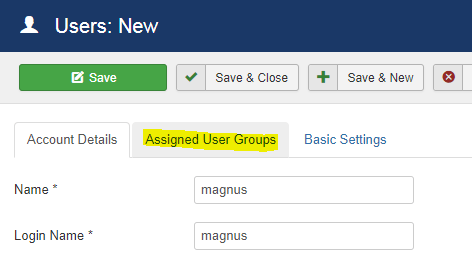 Users: New
Save Save & Close Save & New
Account Details Assigned User Groups Basic Settings
Name * magnus
Login Name * magnus